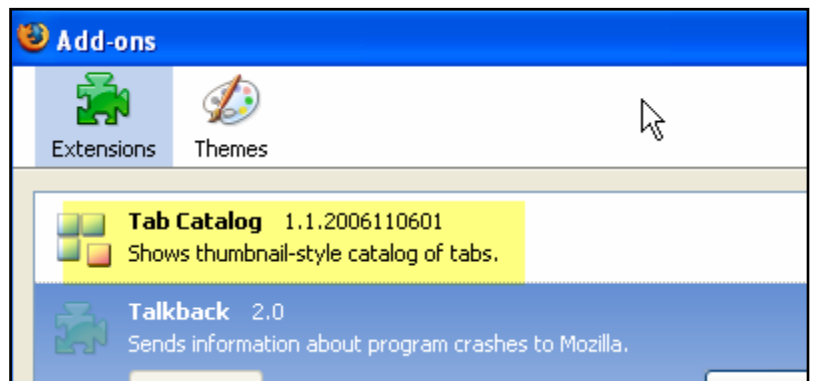 Add-ons
Extensions Themes
Tab Catalog 1.1.2006110601
Shows thumbnail-style catalog of tabs.
Talkback 2.0
Sends information about program crashes to Mozilla.